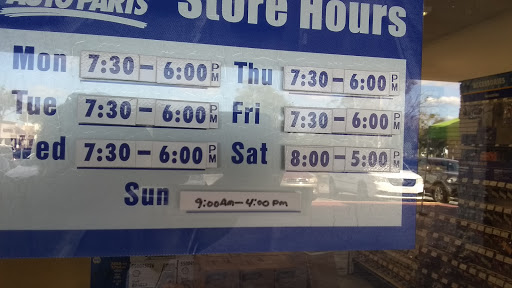 AUTO PARTS
Store Hours
Mon 7:30 - 6:00 PM Thu 7:30 - 6:00 PM
Tue 7:30 - 6:00 PM Fri 7:30 - 6:00 PM
Wed 7:30 - 6:00 PM Sat 8:00 - 5:00 PM
Sun 9:00AM - 4:00 PM